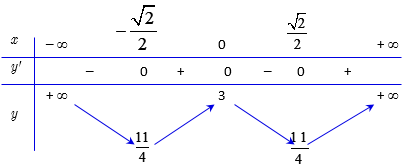 x −∞ −√2/2 0 √2/2 +∞
y′ − 0 + 0 − 0 +
y +∞ 11/4 3 11/4 +∞